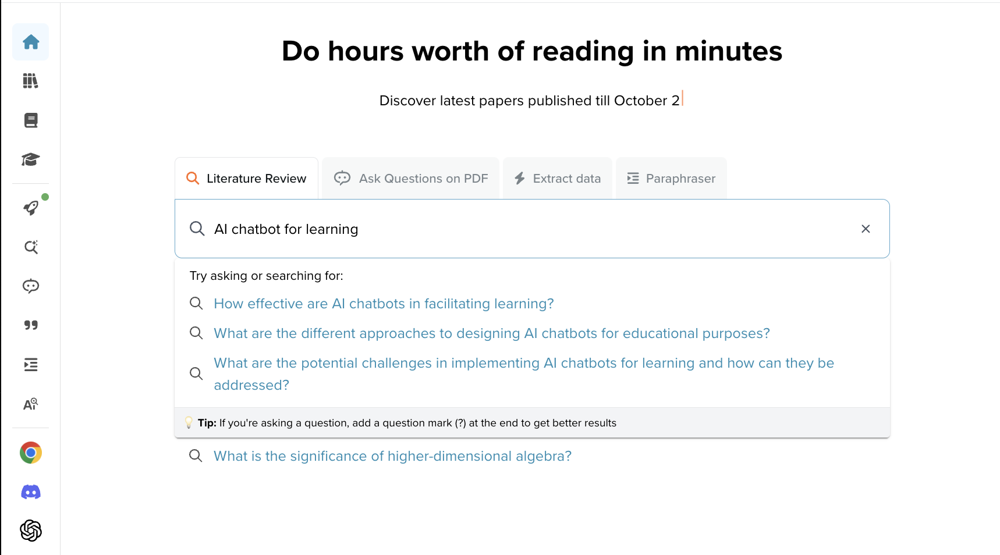 Do hours worth of reading in minutes
Discover latest papers published till October 2
Literature Review
Ask Questions on PDF
Extract data
Paraphraser
AI chatbot for learning
Try asking or searching for:
How effective are AI chatbots in facilitating learning?
What are the different approaches to designing AI chatbots for educational purposes?
What are the potential challenges in implementing AI chatbots for learning and how can they be
addressed?
Tip: If you're asking a question, add a question mark (?) at the end to get better results
What is the significance of higher-dimensional algebra?
AI